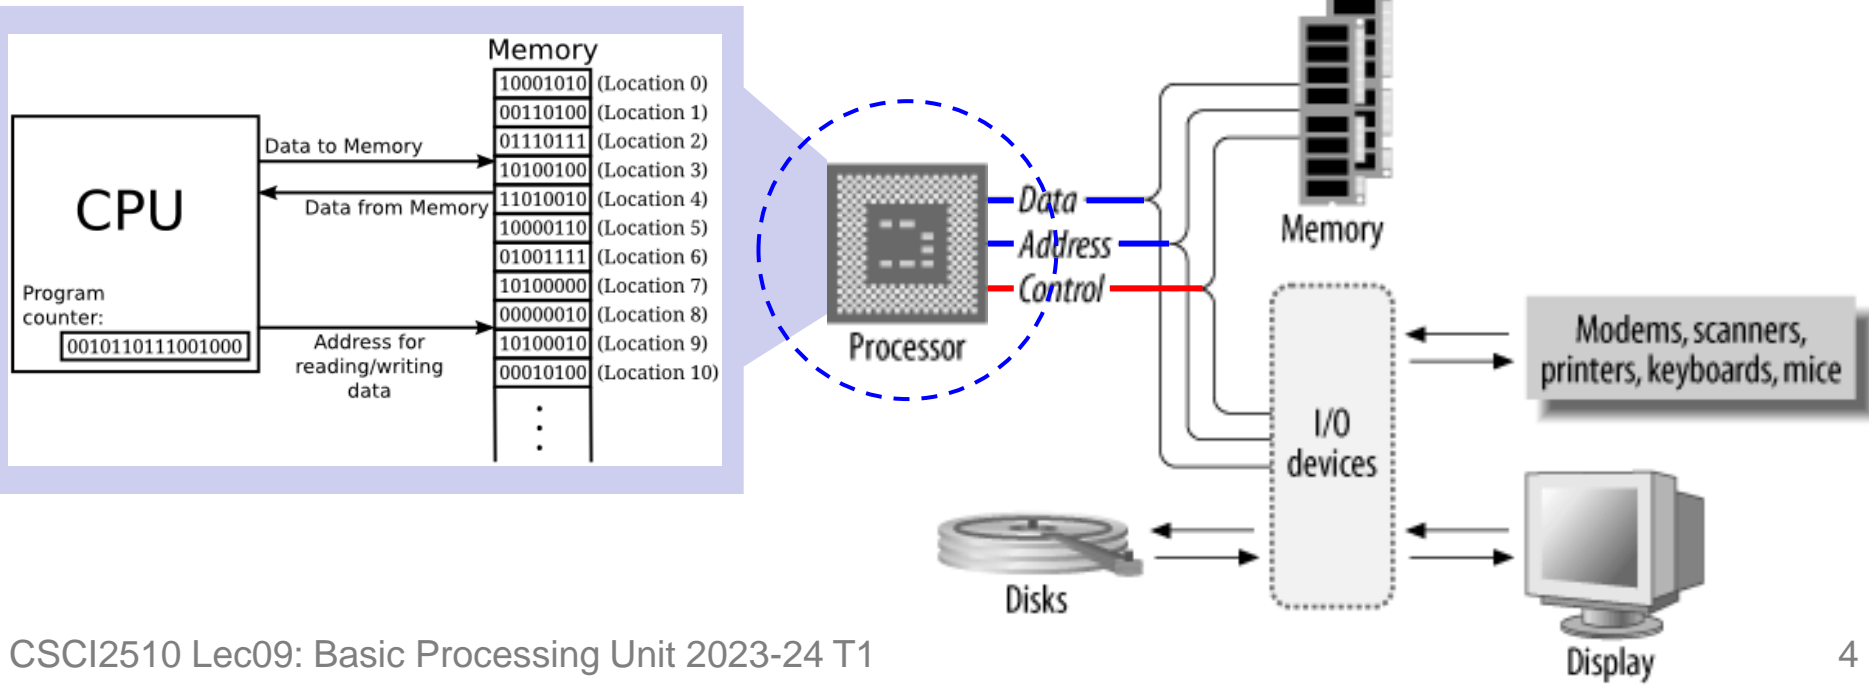 Memory
10001010 (Location 0)
00110100 (Location 1)
01110111 (Location 2)
10100100 (Location 3)
11010010 (Location 4)
10000110 (Location 5)
01001111 (Location 6)
10100000 (Location 7)
00000010 (Location 8)
10100010 (Location 9)
00010100 (Location 10)
Data to Memory
Data from Memory
CPU
Program
counter:
0010110111001000
Address for
reading/writing
data
Processor
Data
Address
Control
Memory
I/O
devices
Modems, scanners,
printers, keyboards, mice
Disks
Display
CSCI2510 Lec09: Basic Processing Unit 2023-24 T1
4